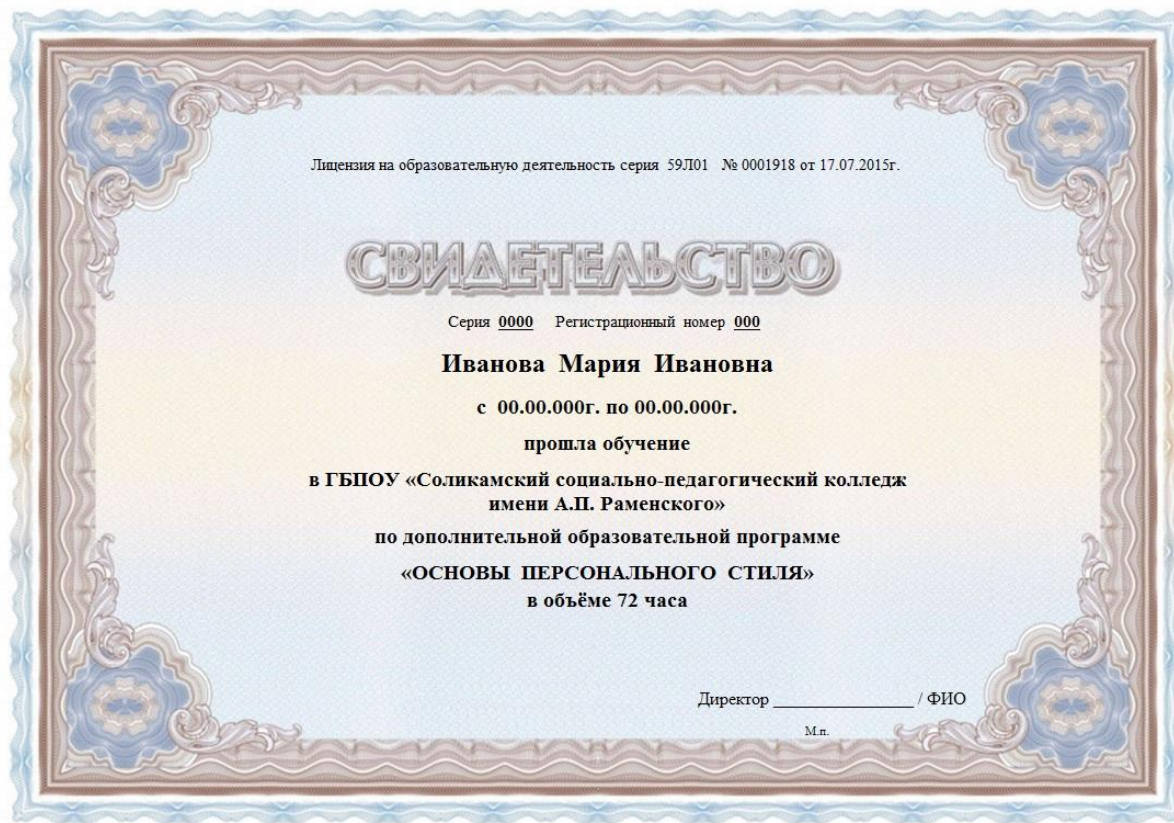 Лицензия на образовательную деятельность серия 59Л01 № 0001918 от 17.07.2015г.
СВИДЕТЕЛЬСТВО
Серия 0000 Регистрационный номер 000
Иванова Мария Ивановна
с 00.00.000г. по 00.00.000г.
прошла обучение
в ГБПОУ «Соликамский социально-педагогический колледж
имени А.П. Раменского»
по дополнительной образовательной программе
«ОСНОВЫ ПЕРСОНАЛЬНОГО СТИЛЯ»
в объёме 72 часа
Директор ________________ / ФИО
М.п.